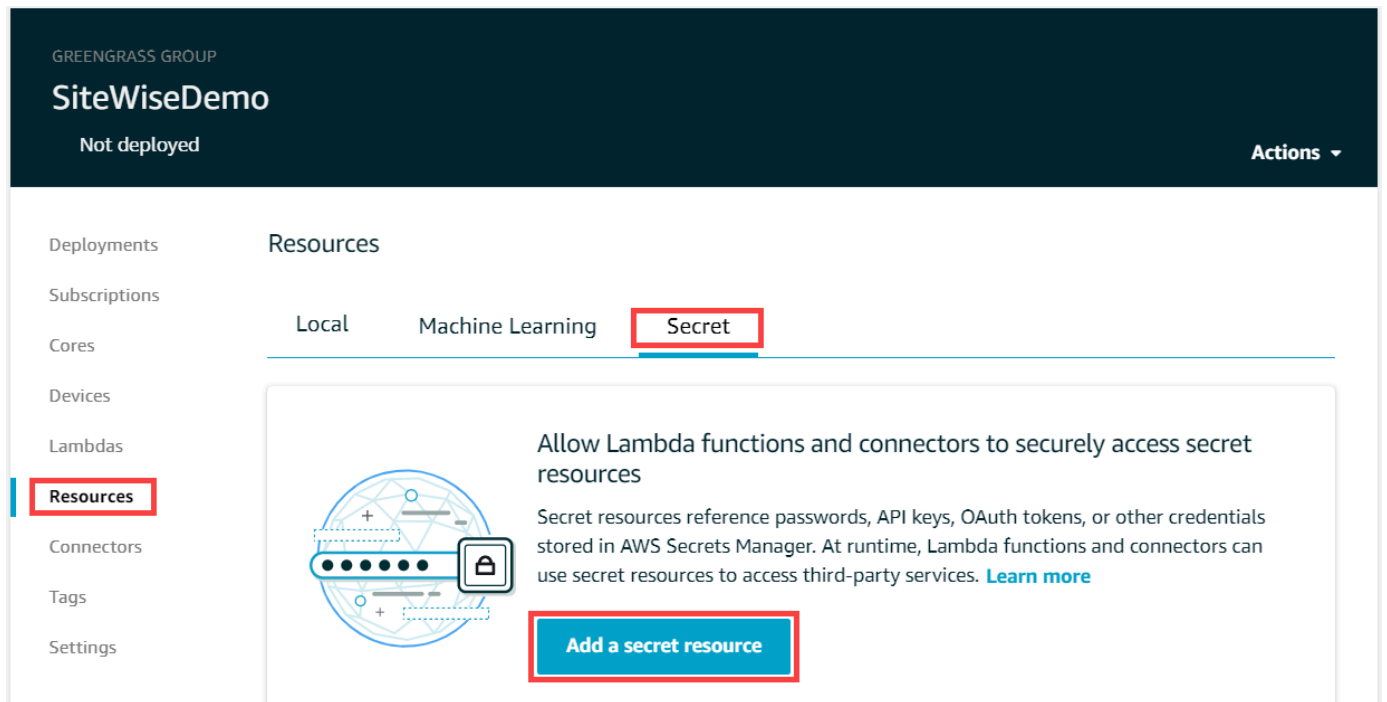 GREENGRASS GROUP
SiteWiseDemo
Not deployed
Actions
Deployments
Subscriptions
Cores
Devices
Lambdas
Resources
Connectors
Tags
Settings
Resources
Local
Machine Learning
Secret
Allow Lambda functions and connectors to securely access secret
resources
Secret resources reference passwords, API keys, OAuth tokens, or other credentials
stored in AWS Secrets Manager. At runtime, Lambda functions and connectors can
use secret resources to access third-party services. Learn more
Add a secret resource